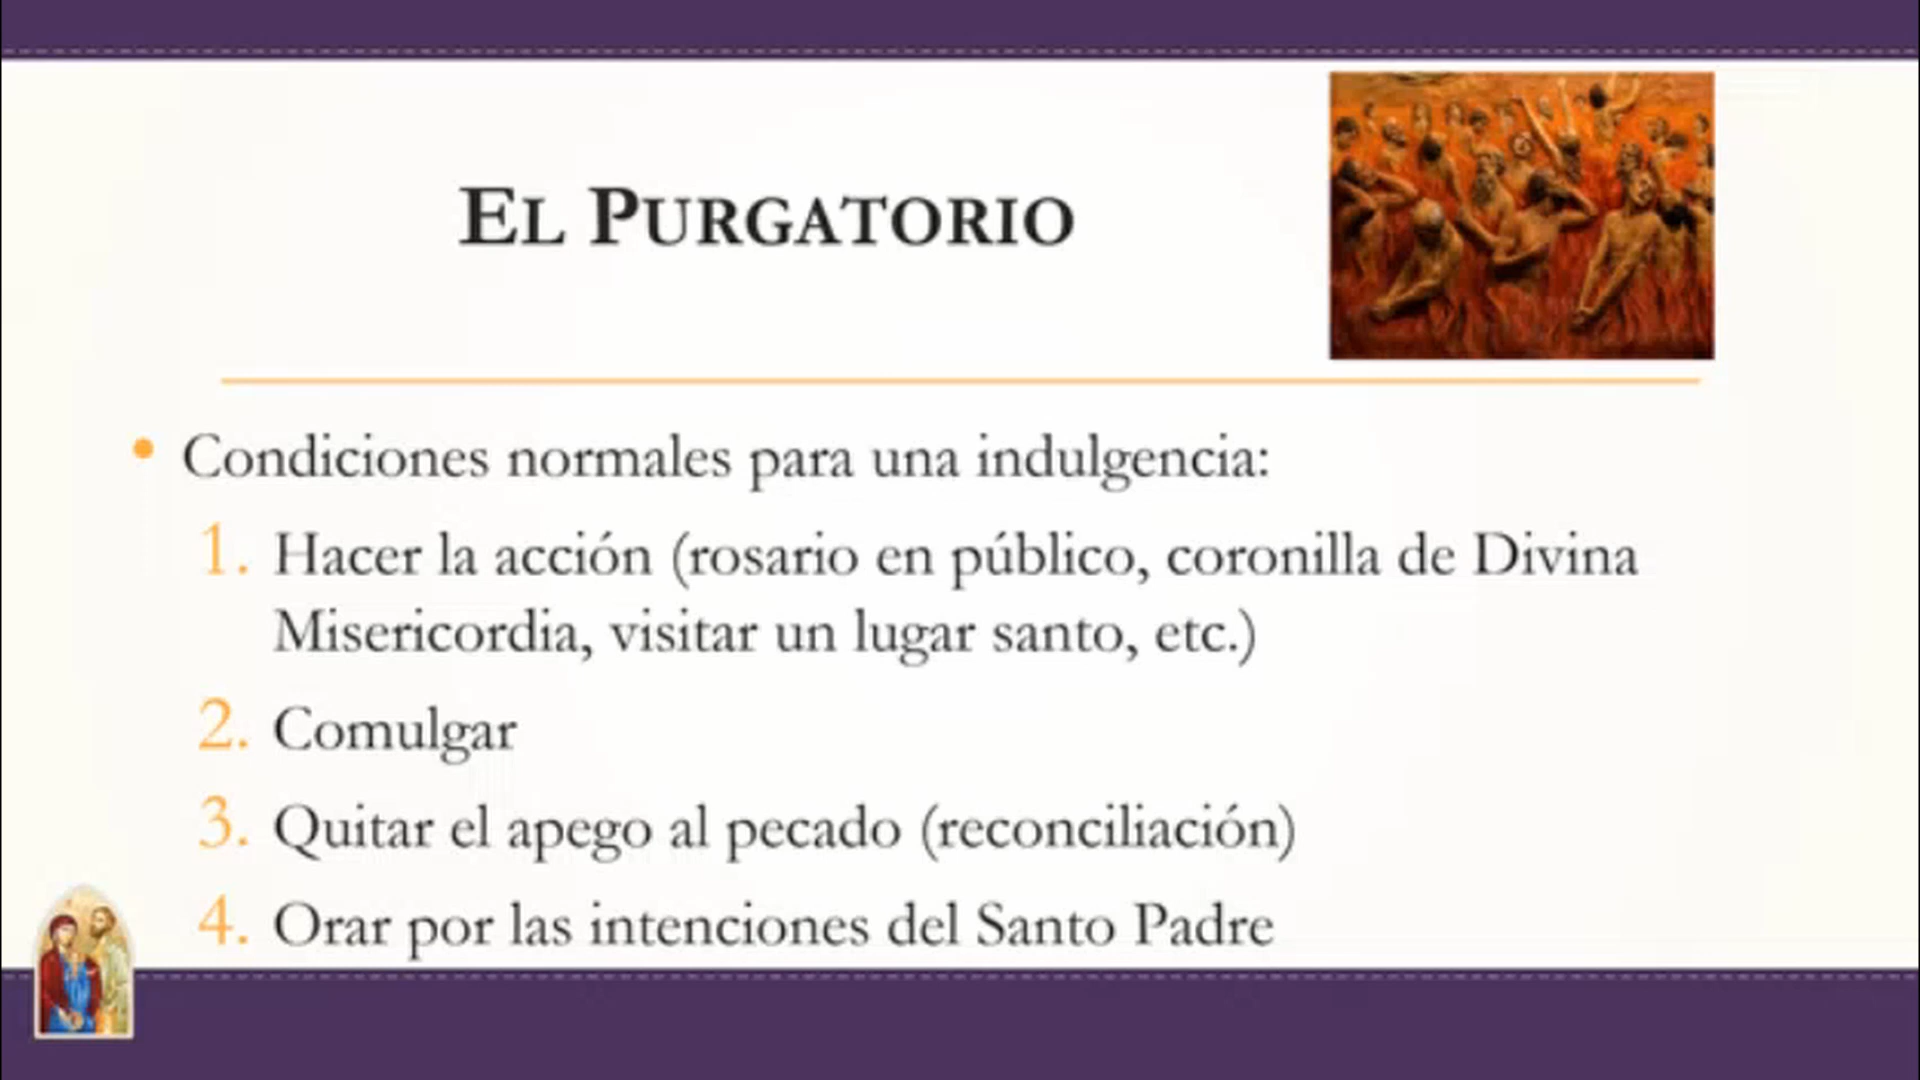 EL PURGATORIO
• Condiciones normales para una indulgencia:
1. Hacer la acción (rosario en público, coronilla de Divina
Misericordia, visitar un lugar santo, etc.)
2. Comulgar
3. Quitar el apego al pecado (reconciliación)
4. Orar por las intenciones del Santo Padre